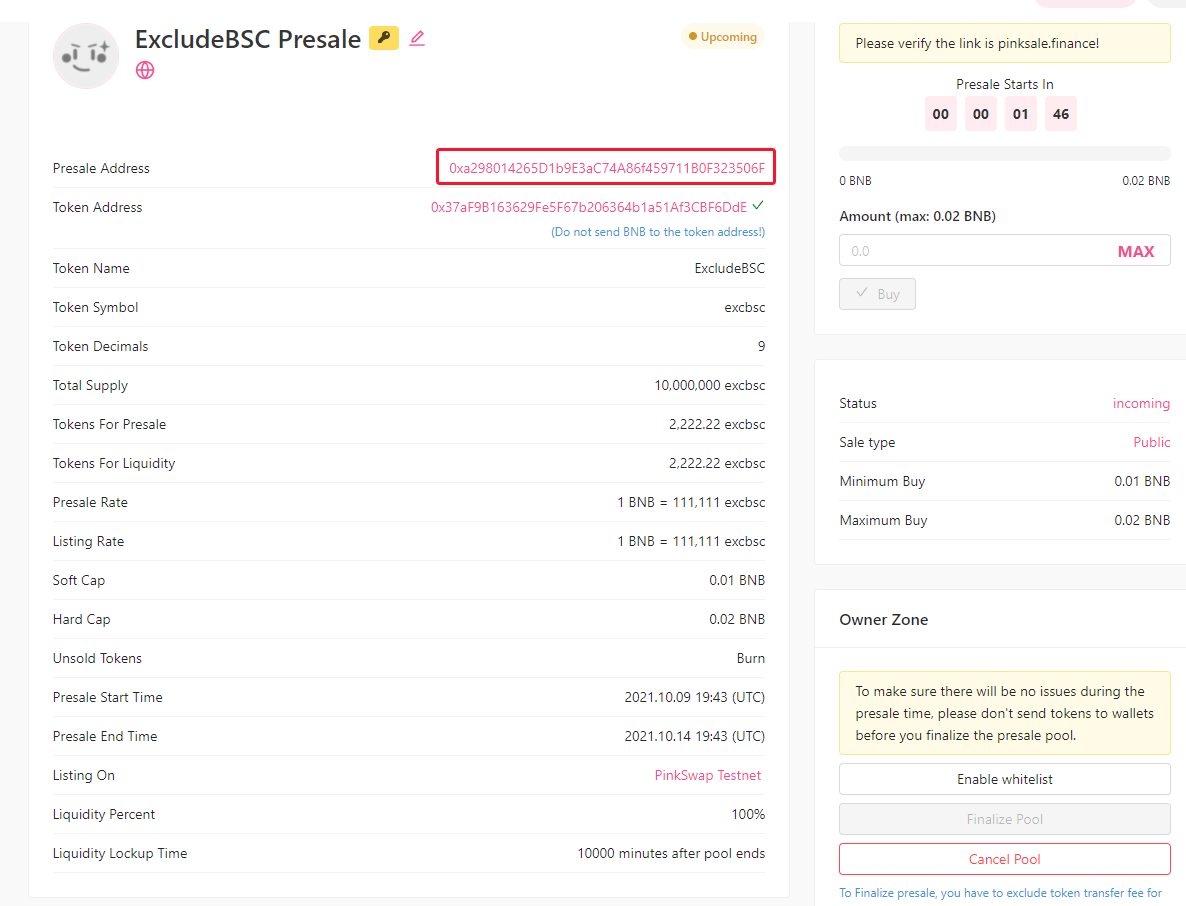 ExcludeBSC Presale
Upcoming
Presale Address 0xa298014265D1b9E3aC74A86f459711B0F323506F
Token Address 0x37aF9B163629Fe5F67b206364b1a51Af3CBF6DdE
(Do not send BNB to the token address!)
Token Name ExcludeBSC
Token Symbol excbsc
Token Decimals 9
Total Supply 10,000,000 excbsc
Tokens For Presale 2,222.22 excbsc
Tokens For Liquidity 2,222.22 excbsc
Presale Rate 1 BNB = 111,111 excbsc
Listing Rate 1 BNB = 111,111 excbsc
Soft Cap 0.01 BNB
Hard Cap 0.02 BNB
Unsold Tokens Burn
Presale Start Time 2021.10.09 19:43 (UTC)
Presale End Time 2021.10.14 19:43 (UTC)
Listing On PinkSwap Testnet
Liquidity Percent 100%
Liquidity Lockup Time 10000 minutes after pool ends
Please verify the link is pinksale.finance!
Presale Starts In
00 00 01 46
0 BNB 0.02 BNB
Amount (max: 0.02 BNB)
0.0 MAX
Buy
Status incoming
Sale type Public
Minimum Buy 0.01 BNB
Maximum Buy 0.02 BNB
Owner Zone
To make sure there will be no issues during the
presale time, please don't send tokens to wallets
before you finalize the presale pool.
Enable whitelist
Finalize Pool
Cancel Pool
To Finalize presale, you have to exclude token transfer fee for